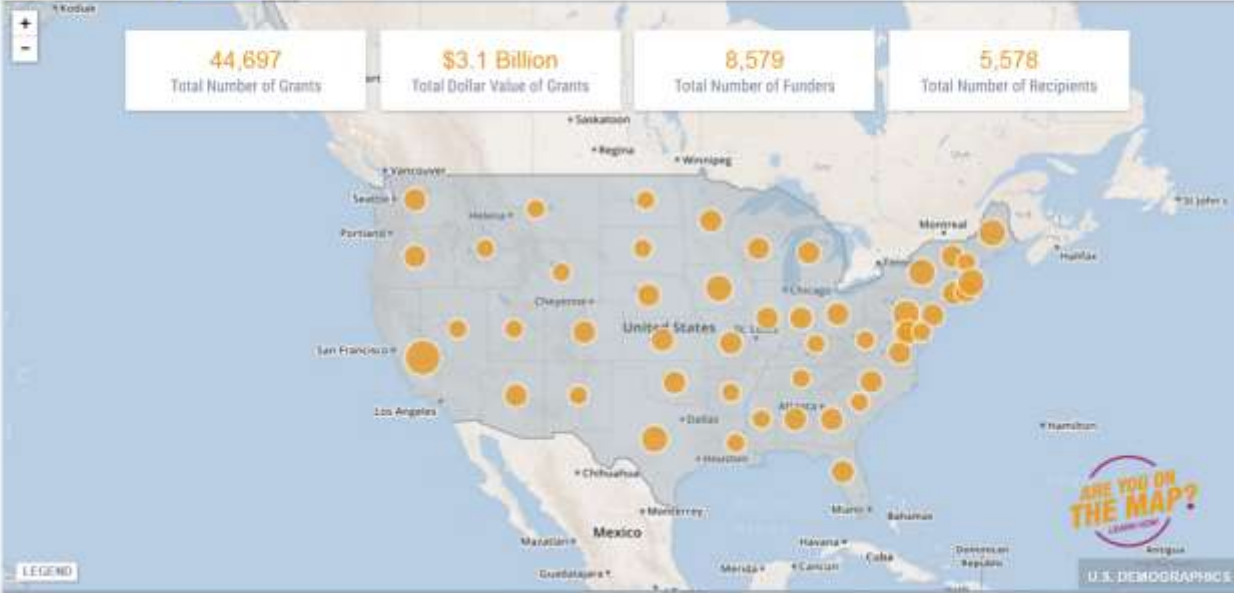 Kodiak
+
−
44,697
Total Number of Grants
$3.1 Billion
Total Dollar Value of Grants
8,579
Total Number of Funders
5,578
Total Number of Recipients
Saskatoon
Regina
Winnipeg
Vancouver
Seattle
Helena
Portland
Montreal
St John's
Halifax
Cheyenne
Chicago
United States
San Francisco
Los Angeles
Atlanta
Dallas
Houston
Hamilton
Chihuahua
Monterrey
Miami
Bahamas
Mexico
Mazatlan
Havana
Cuba
Dominican
Republic
Guadalajara
Merida
Cancun
Antigua
ARE YOU ON
THE MAP?
LEARN HOW
LEGEND
U.S. DEMOGRAPHICS